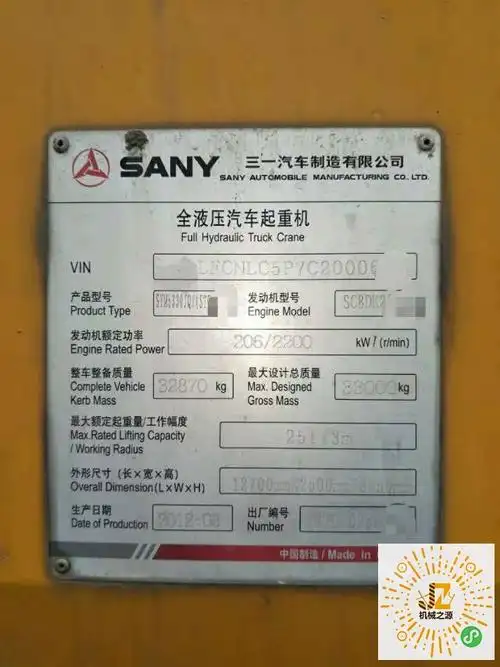 SANY 三一汽车制造有限公司
SANY AUTOMOBILE MANUFACTURING CO., LTD.
全液压汽车起重机
Full Hydraulic Truck Crane
VIN LFCNLC5P7C2000
产品型号 发动机型号
Product Type Engine Model
发动机额定功率
Engine Rated Power 206/2200 kW/(r/min)
整车整备质量 最大设计总质量
Complete Vehicle 32870 kg Max. Designed 33000 kg
Kerb Mass Gross Mass
最大额定起重量/工作幅度
Max.Rated Lifting Capacity 25t/3m
/ Working Radius
外形尺寸(长×宽×高)
Overall Dimension(L×W×H)
生产日期 出厂编号
Date of Production 2012:08 Number
中国制造/Made in
机械之源